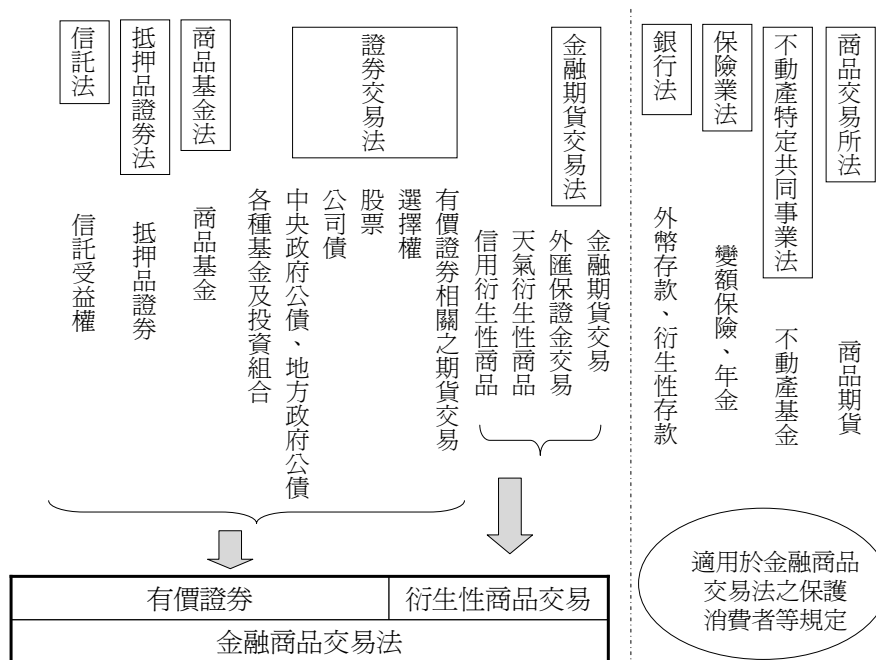 信託法
抵押品證券法
商品基金法
證券交易法
金融期貨交易法
銀行法
保險業法
不動產特定共同事業法
商品交易所法
信託受益權
抵押品證券
商品基金
各種基金及投資組合
中央政府公債、地方政府公債
公司債
股票
選擇權
有價證券相關之期貨交易
信用衍生性商品
天氣衍生性商品
外匯保證金交易
金融期貨交易
外幣存款、衍生性存款
變額保險、年金
不動產基金
商品期貨
有價證券
衍生性商品交易
金融商品交易法
適用於金融商品
交易法之保護
消費者等規定